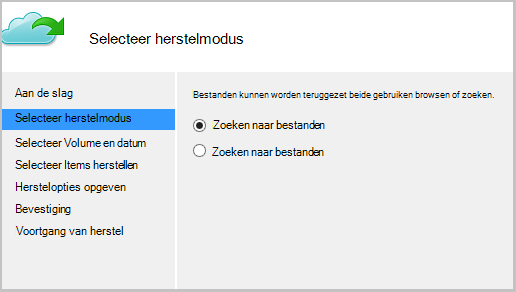 Selecteer herstelmodus
Aan de slag
Selecteer herstelmodus
Selecteer Volume en datum
Selecteer Items herstellen
Herstelopties opgeven
Bevestiging
Voortgang van herstel
Bestanden kunnen worden teruggezet beide gebruiken browsen of zoeken.
Zoeken naar bestanden
Zoeken naar bestanden